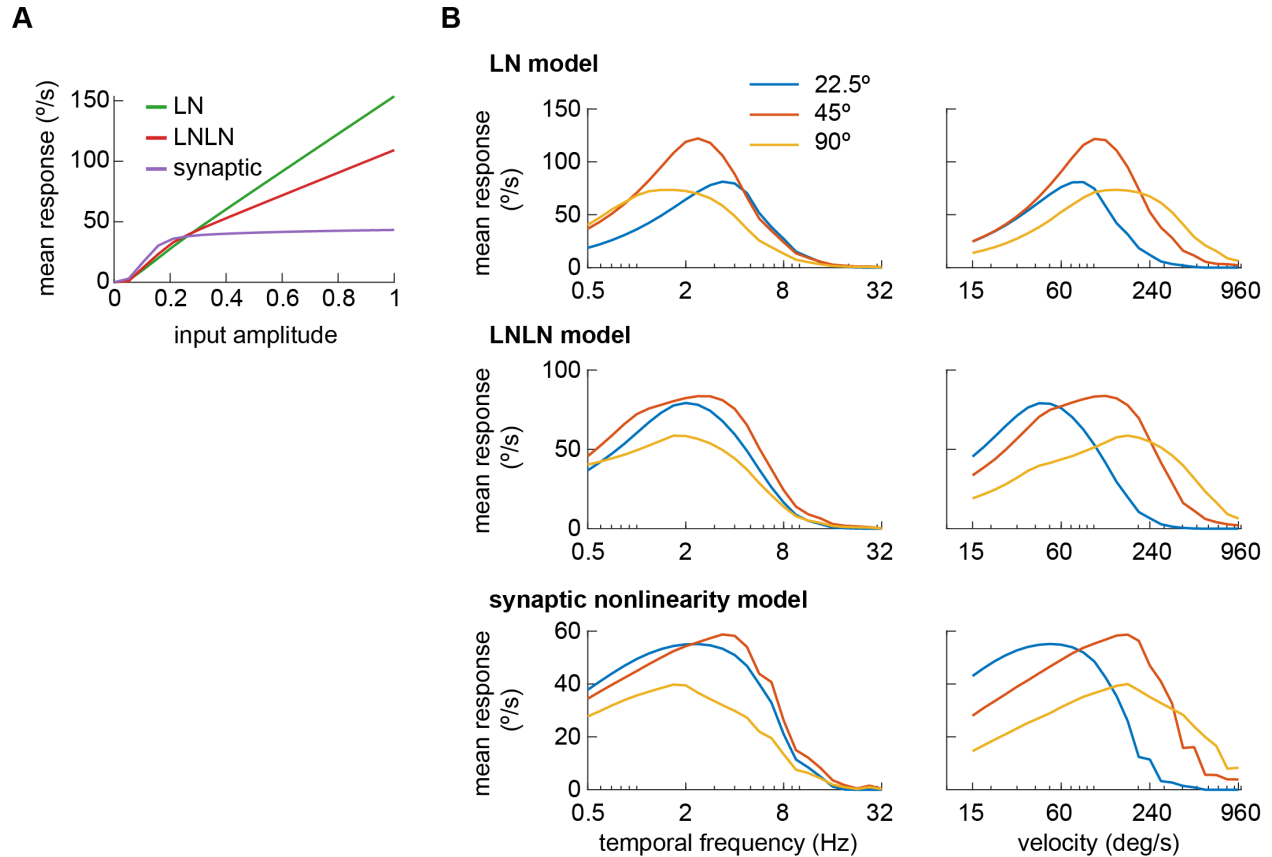 A
B
LN model
22.5º
45º
90º
mean response (º/s)
150
100
50
0
LN
LNLN
synaptic
0
0.2
0.4
0.6
0.8
1
input amplitude
mean response
(º/s)
150
100
50
0
0.5
2
8
32
15
60
240
960
LNLN model
mean response
(º/s)
100
50
0
0.5
2
8
32
15
60
240
960
synaptic nonlinearity model
mean response
(º/s)
60
40
20
0
0.5
2
8
32
temporal frequency (Hz)
15
60
240
960
velocity (deg/s)